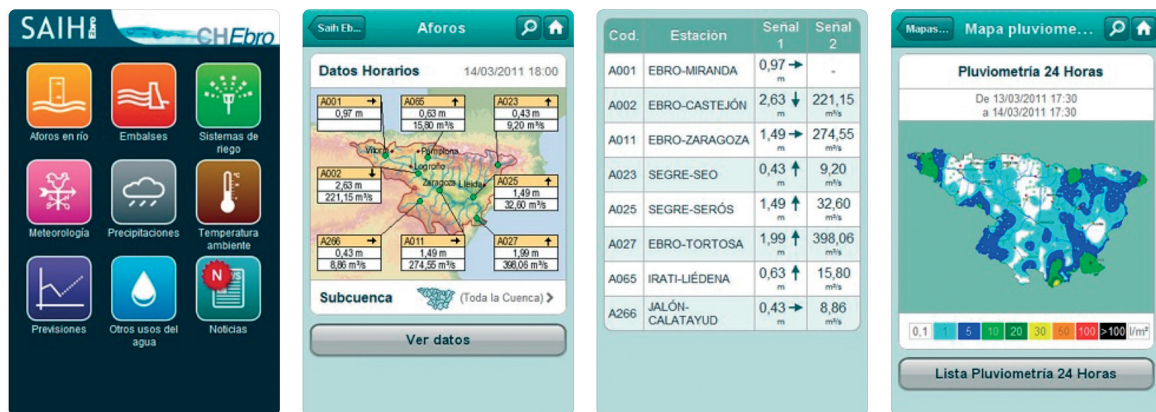 SAIH Ebro
CHEbro
Aforos en río
Embalses
Sistemas de
riego
Meteorología
Precipitaciones
Temperatura
ambiente
Previsiones
Otros usos del
agua
N
Noticias
Saih Eb...
Aforos
Datos Horarios
14/03/2011 18:00
A001
0,97 m
A065
0,63 m
15,80 m³/s
A023
0,43 m
9,20 m³/s
Vitoria
Pamplona
Logroño
Zaragoza
Lleida
A002
2,63 m
221,15 m³/s
A025
1,49 m
32,60 m³/s
A266
0,43 m
8,86 m³/s
A011
1,49 m
274,55 m³/s
A027
1,99 m
398,06 m³/s
Subcuenca
(Toda la Cuenca)
Ver datos
Cod. Estación Señal 1 Señal 2
A001 EBRO-MIRANDA 0,97 → m -
A002 EBRO-CASTEJÓN 2,63 ↓ m 221,15 m³/s
A011 EBRO-ZARAGOZA 1,49 → m 274,55 m³/s
A023 SEGRE-SEO 0,43 ↑ m 9,20 m³/s
A025 SEGRE-SERÓS 1,49 ↑ m 32,60 m³/s
A027 EBRO-TORTOSA 1,99 ↑ m 398,06 m³/s
A065 IRATI-LIÉDENA 0,63 ↑ m 15,80 m³/s
A266 JALÓN-CALATAYUD 0,43 → m 8,86 m³/s
Mapas...
Mapa pluviome...
Pluviometría 24 Horas
De 13/03/2011 17:30
a 14/03/2011 17:30
0,1 1 5 10 20 30 50 100 >100 l/m²
Lista Pluviometría 24 Horas